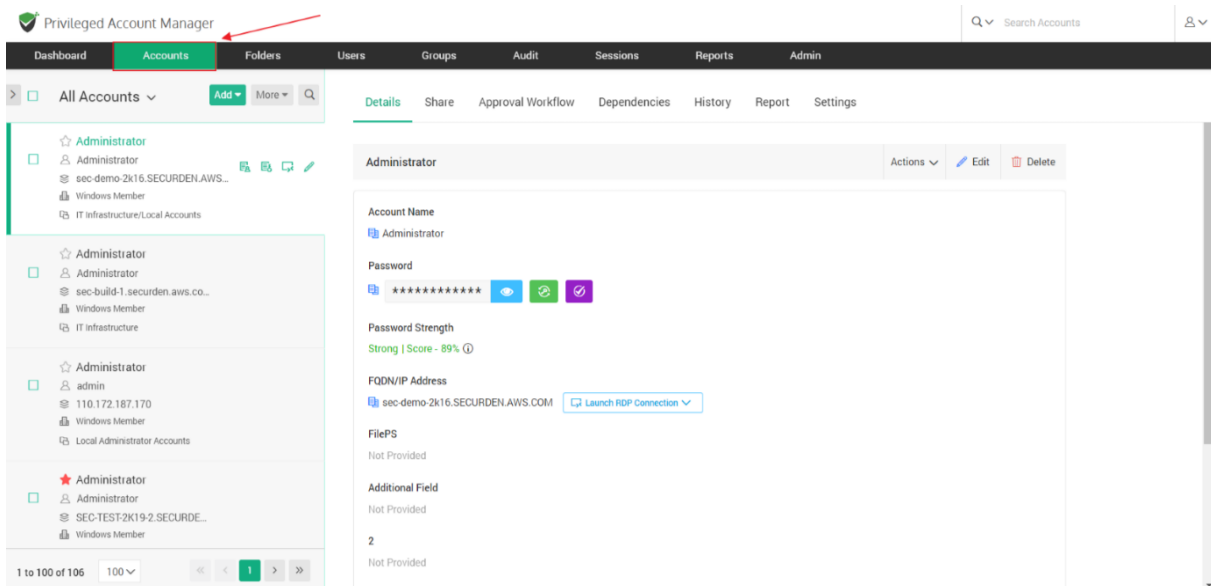 Privileged Account Manager
Search Accounts
Dashboard Accounts Folders Users Groups Audit Sessions Reports Admin
All Accounts Add More
Details Share Approval Workflow Dependencies History Report Settings
Administrator
Administrator
sec-demo-2k16.SECURDEN.AWS...
Windows Member
IT Infrastructure/Local Accounts
Administrator
Administrator
sec-build-1.securden.aws.co...
Windows Member
IT Infrastructure
Administrator
admin
110.172.187.170
Windows Member
Local Administrator Accounts
Administrator
Administrator
SEC-TEST-2K19-2.SECURDE...
Windows Member
1 to 100 of 106 100 « < 1 > »
Administrator Actions Edit Delete
Account Name
Administrator
Password
************
Password Strength
Strong | Score - 89%
FQDN/IP Address
sec-demo-2k16.SECURDEN.AWS.COM Launch RDP Connection
FilePS
Not Provided
Additional Field
Not Provided
2
Not Provided